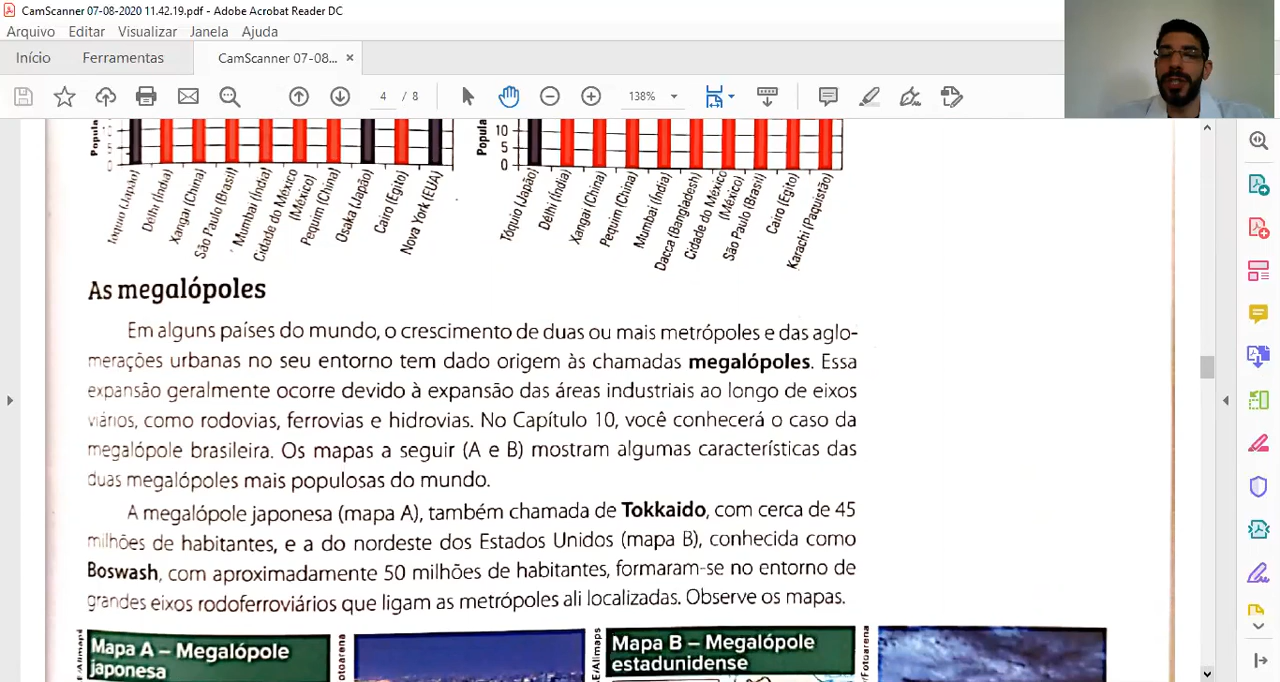 CamScanner 07-08-2020 11.42.19.pdf - Adobe Acrobat Reader DC
Arquivo Editar Visualizar Janela Ajuda
Início Ferramentas CamScanner 07-08... ×
4 / 8 138%
Popula
Tóquio (Japão)
Délhi (Índia)
Xangai (China)
São Paulo (Brasil)
Mumbai (Índia)
Cidade do México
(México)
Pequim (China)
Osaka (Japão)
Cairo (Egito)
Nova York (EUA)
Popula
10
5
0
Tóquio (Japão)
Délhi (Índia)
Xangai (China)
Pequim (China)
Mumbai (Índia)
Dacca (Bangladesh)
Cidade do México
(México)
São Paulo (Brasil)
Cairo (Egito)
Karachi (Paquistão)
As megalópoles
Em alguns países do mundo, o crescimento de duas ou mais metrópoles e das aglo-
merações urbanas no seu entorno tem dado origem às chamadas megalópoles. Essa
expansão geralmente ocorre devido à expansão das áreas industriais ao longo de eixos
viários, como rodovias, ferrovias e hidrovias. No Capítulo 10, você conhecerá o caso da
megalópole brasileira. Os mapas a seguir (A e B) mostram algumas características das
duas megalópoles mais populosas do mundo.
A megalópole japonesa (mapa A), também chamada de Tokkaido, com cerca de 45
milhões de habitantes, e a do nordeste dos Estados Unidos (mapa B), conhecida como
Boswash, com aproximadamente 50 milhões de habitantes, formaram-se no entorno de
grandes eixos rodoferroviários que ligam as metrópoles ali localizadas. Observe os mapas.
Mapa A – Megalópole
japonesa
Mapa B – Megalópole
estadunidense